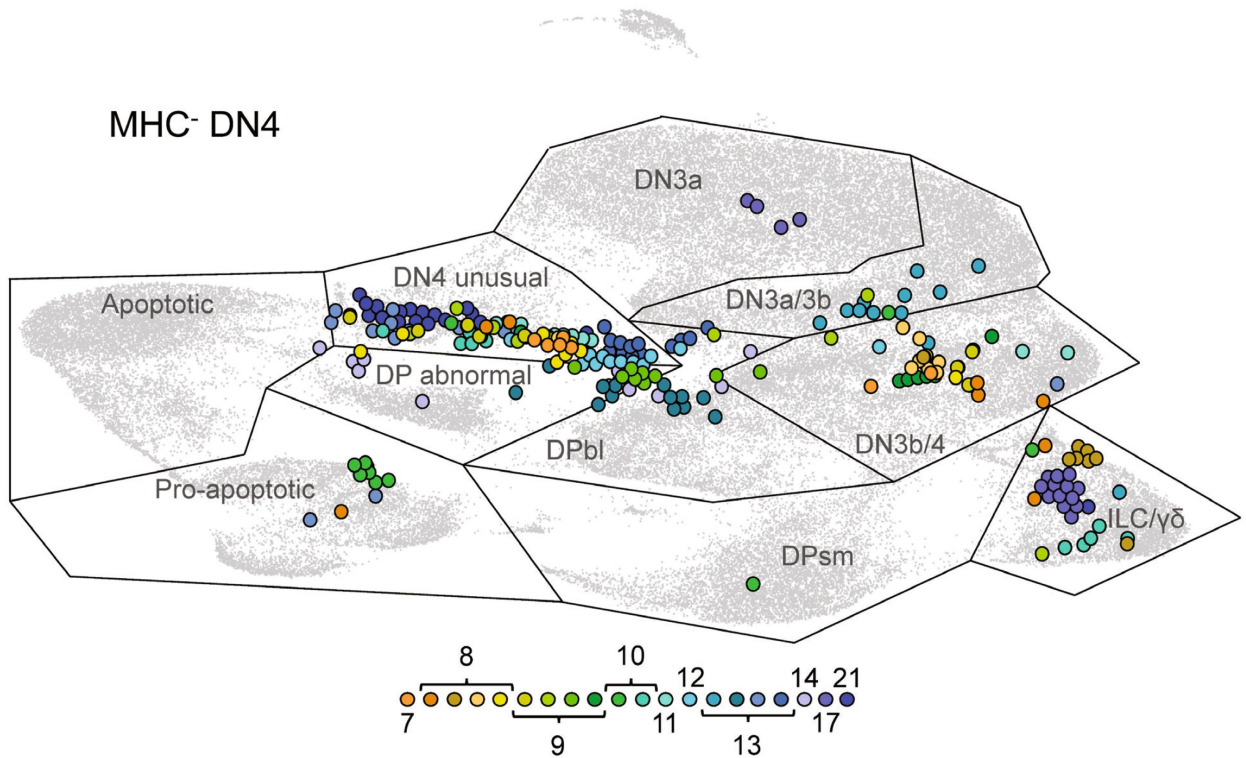 MHC⁻ DN4
DN3a
DN4 unusual
Apoptotic
DN3a/3b
DP abnormal
DPbl
DN3b/4
Pro-apoptotic
ILC/γδ
DPsm
8 10 12 14 21
7 9 11 13 17